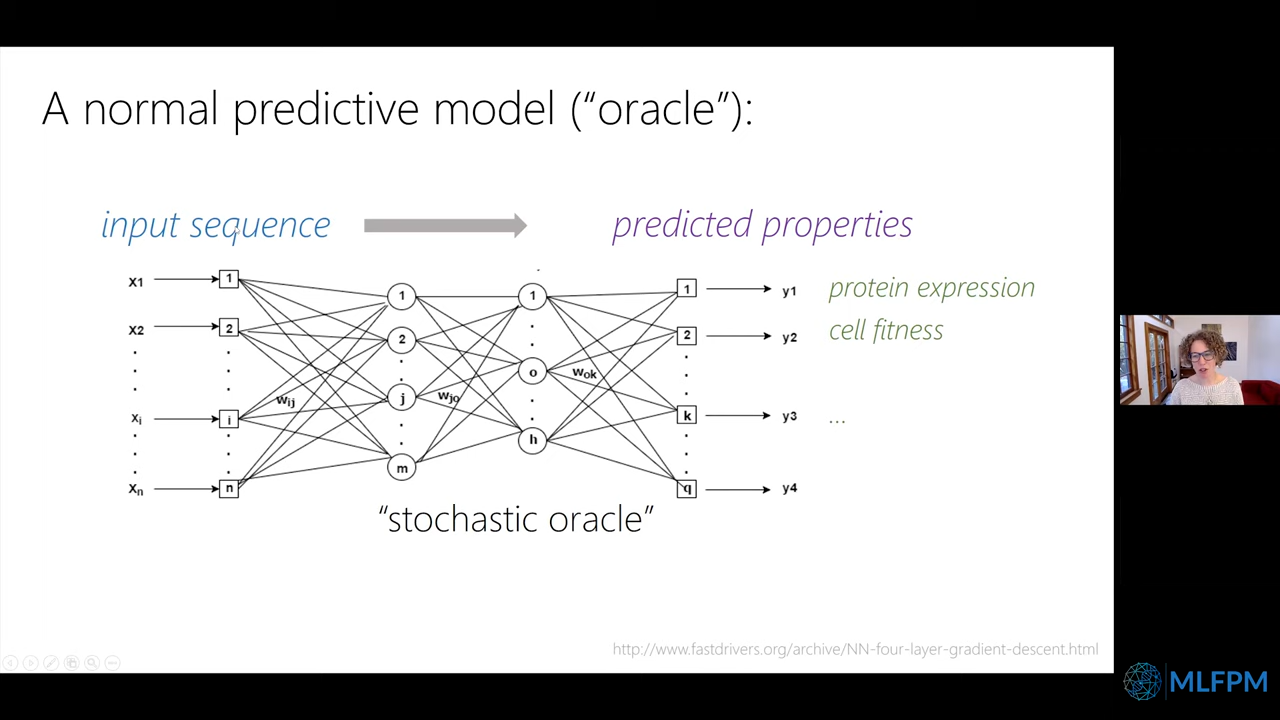 A normal predictive model (“oracle”):
input sequence
predicted properties
x1
1
1
1
1
y1
protein expression
x2
2
2
2
y2
cell fitness
wij
j
wjo
o
wok
xi
i
k
y3
...
h
m
xn
n
q
y4
“stochastic oracle”
http://www.fastdrivers.org/archive/NN-four-layer-gradient-descent.html
MLFPM